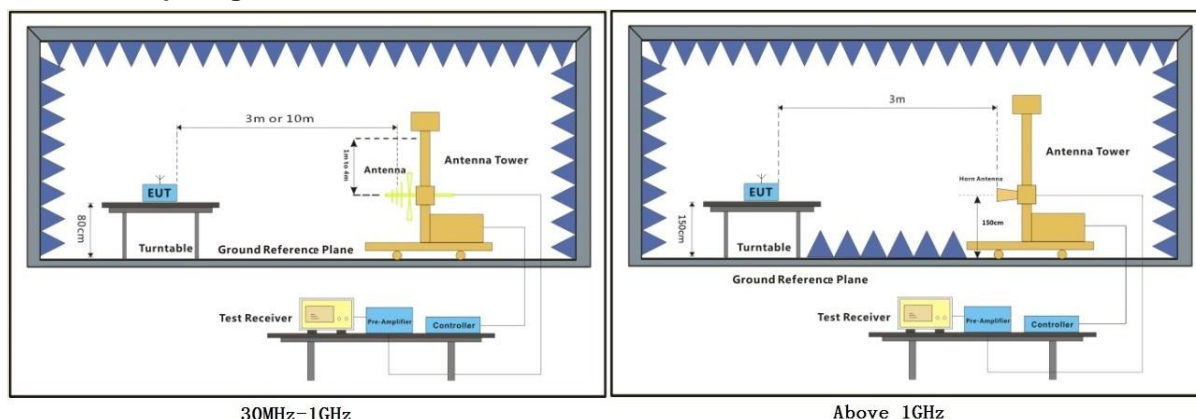 3m or 10m
1m to 4m
Antenna
Antenna Tower
EUT
80cm
Turntable
Ground Reference Plane
Test Receiver
Pre-Amplifier
Controller
30MHz-1GHz
3m
Antenna Tower
Horn Antenna
EUT
150cm
150cm
Turntable
Ground Reference Plane
Test Receiver
Pre-Amplifier
Controller
Above 1GHz